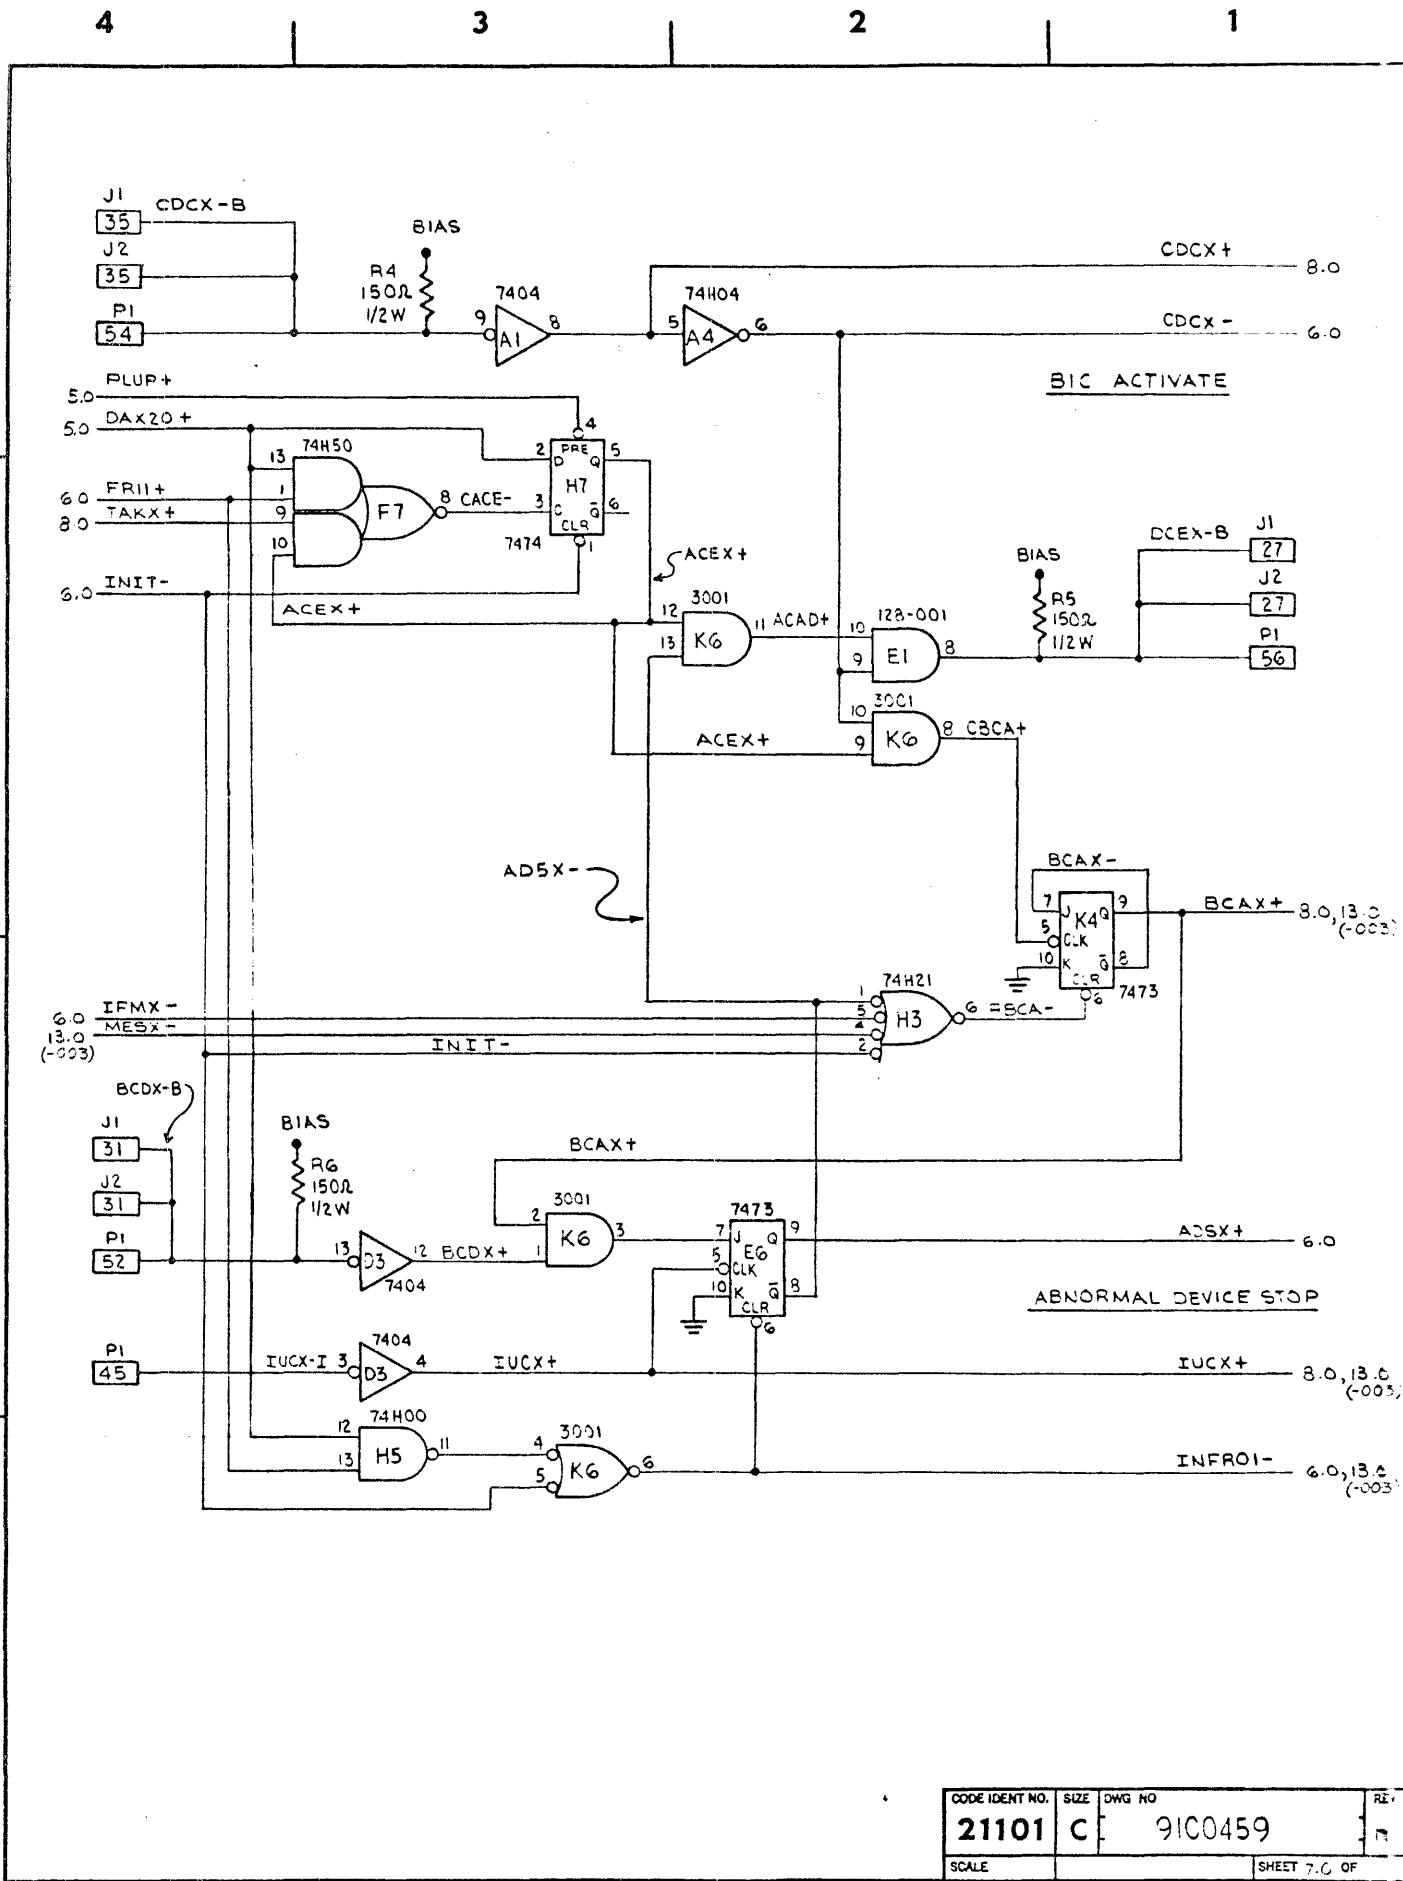 4 3 2 1
J1
35 CDCX-B
J2
35
P1
54
BIAS
R4
150Ω
1/2W
7404
9 A1 8
74H04
5 A4 6
CDCX+ 8.0
CDCX- 6.0
BIC ACTIVATE
5.0 PLUP+
5.0 DAX20+
6.0 FR11+
8.0 TAKX+
6.0 INIT-
74H50
13
1
9
10
F7
8 CACE-
4
PRE
2 D Q 5
H7
3 C Q̅ 6
CLR
7474 1
ACEX+
ACEX+
3001
12
13
K6
11 ACAD+
128-001
10
9
E1
8
BIAS
R5
150Ω
1/2W
DCEX-B
J1
27
J2
27
P1
56
3001
10
9
K6
8 CBCA+
ACEX+
AD5X-
BCAX-
7 J K4 Q 9
5 CLK
10 K Q̅ 8
CLR
6 7473
BCAX+ 8.0, 13.0
(-003)
6.0 IFMX-
13.0 MESX-
(-003)
INIT-
74H21
1
5
4
2
H3
6
BCDX-B
J1
31
J2
31
P1
52
BIAS
R6
150Ω
1/2W
BCAX+
13 D3 12 BCDX+
7404
3001
2
1
K6
3
7473
7 J Q 9
E6
5 CLK
10 K Q̅ 8
CLR
6
ADSX+ 6.0
ABNORMAL DEVICE STOP
P1
45
IUCX-I 3 D3 4
7404
IUCX+
IUCX+ 8.0, 13.0
(-003)
74H00
12
13
H5
11
3001
4
5
K6
6
INFR01- 6.0, 13.0
(-003)
CODE IDENT NO. SIZE DWG NO REV
21101 C 91C0459
SCALE SHEET 7.0 OF